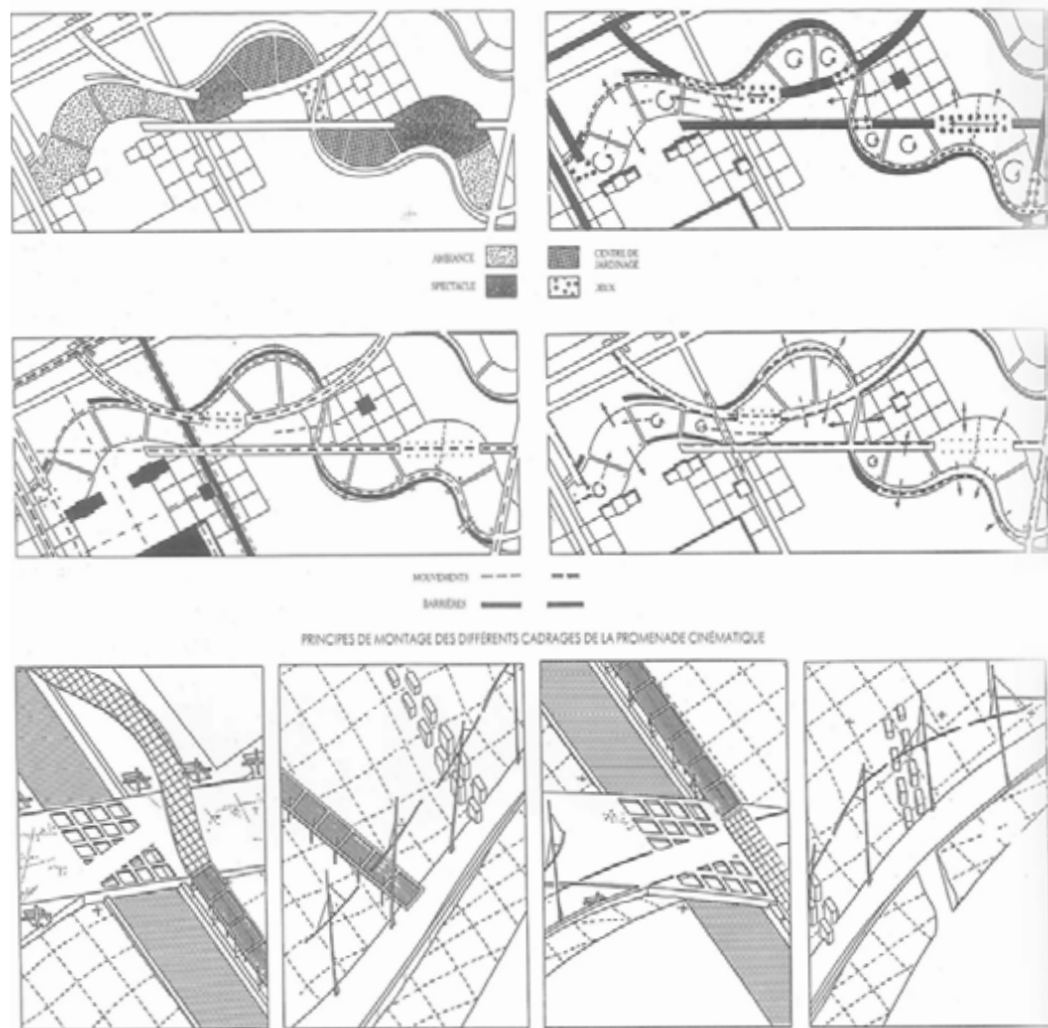 AMBIANCE
CENTRE DE
JARDINAGE
SPECTACLE
JEUX
MOUVEMENTS
BARRIÈRES
PRINCIPES DE MONTAGE DES DIFFÉRENTS CADRAGES DE LA PROMENADE CINÉMATIQUE